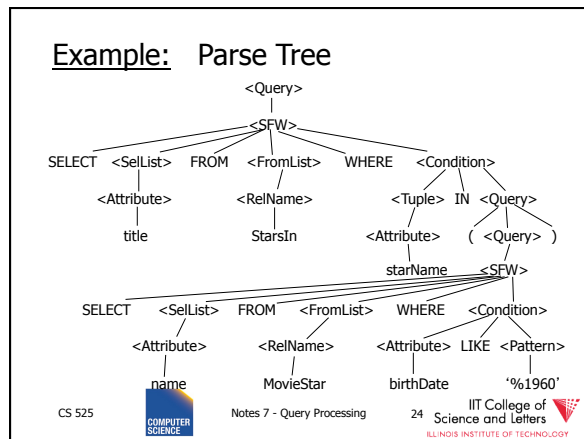 Example: Parse Tree
<Query>
<SFW>
SELECT <SelList> FROM <FromList> WHERE <Condition>
<Attribute> <RelName> <Tuple> IN <Query>
title StarsIn <Attribute> ( <Query> )
starName <SFW>
SELECT <SelList> FROM <FromList> WHERE <Condition>
<Attribute> <RelName> <Attribute> LIKE <Pattern>
name MovieStar birthDate ‘%1960’
CS 525
COMPUTER
SCIENCE
Notes 7 - Query Processing
24
IIT College of
Science and Letters
ILLINOIS INSTITUTE OF TECHNOLOGY